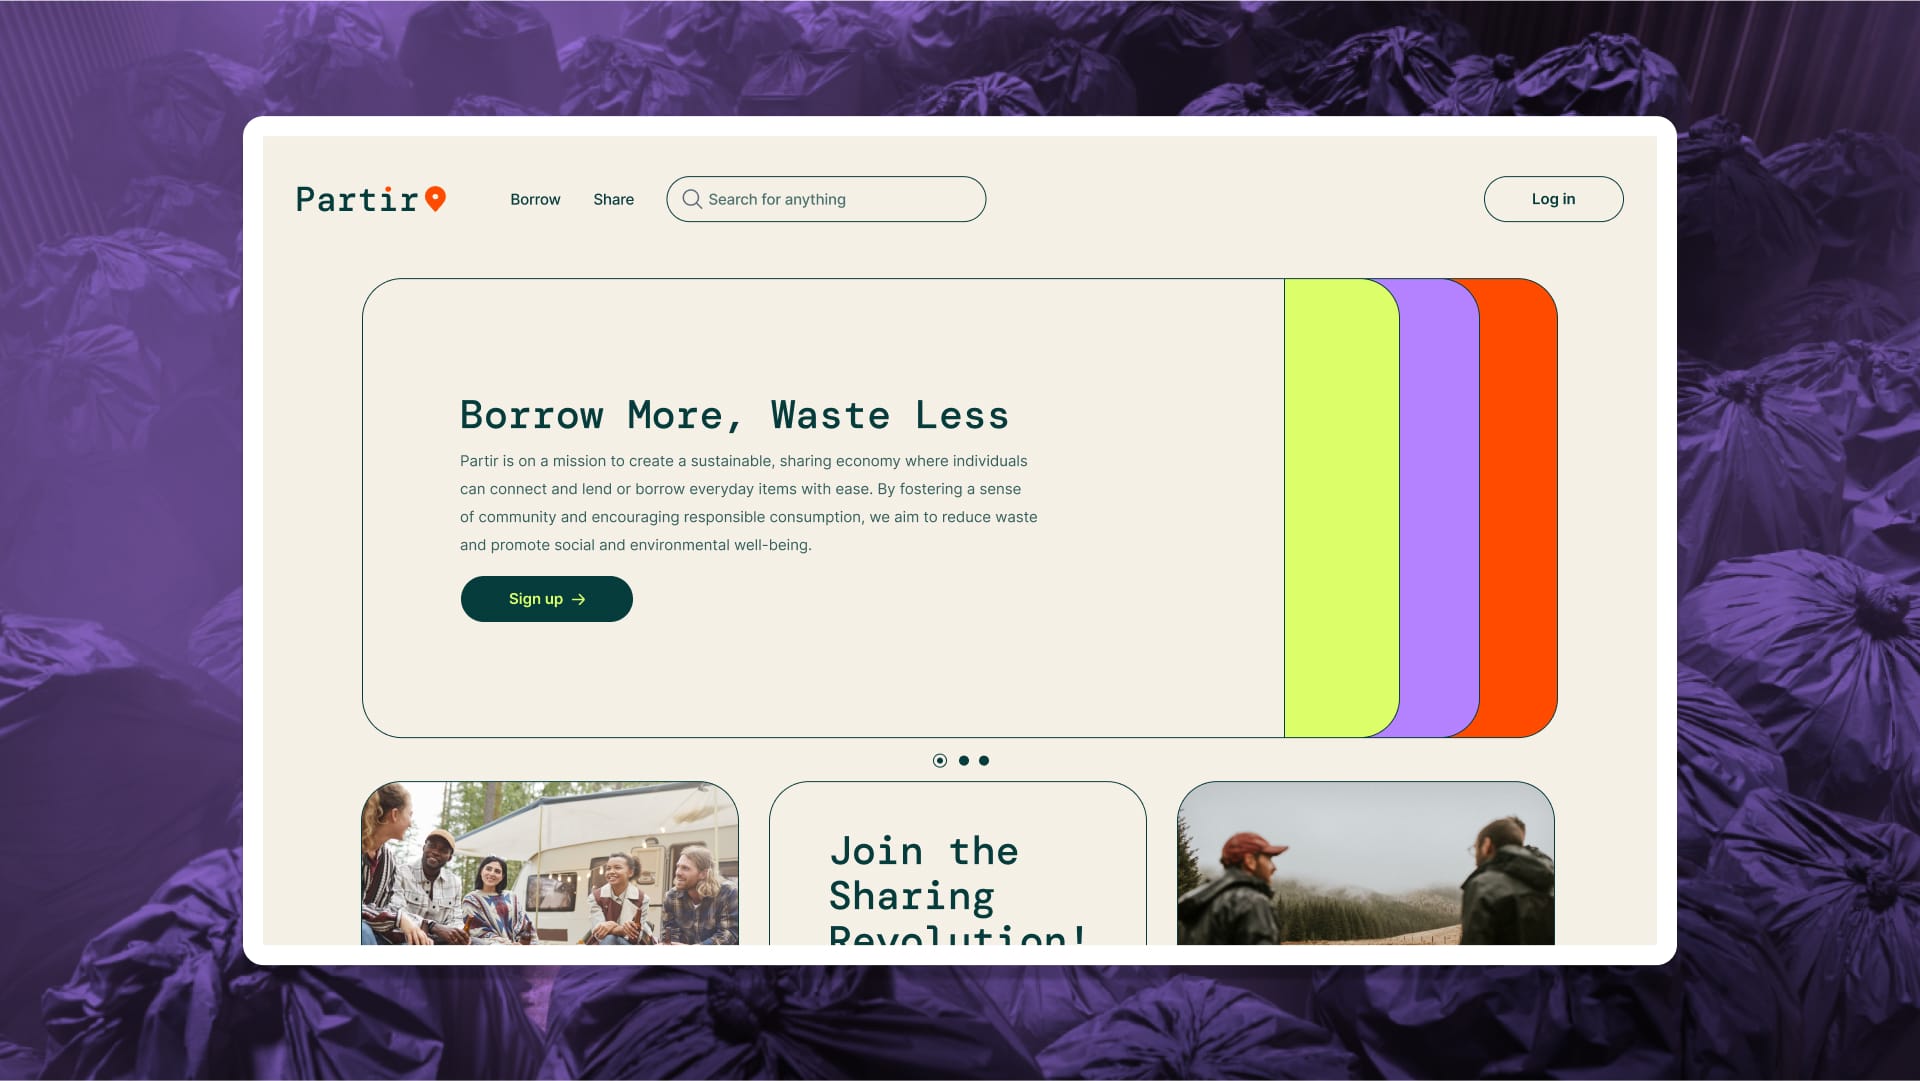 Partir
Borrow
Share
Search for anything
Log in
Borrow More, Waste Less
Partir is on a mission to create a sustainable, sharing economy where individuals
can connect and lend or borrow everyday items with ease. By fostering a sense
of community and encouraging responsible consumption, we aim to reduce waste
and promote social and environmental well-being.
Sign up →
Join the
Sharing
Revolution!